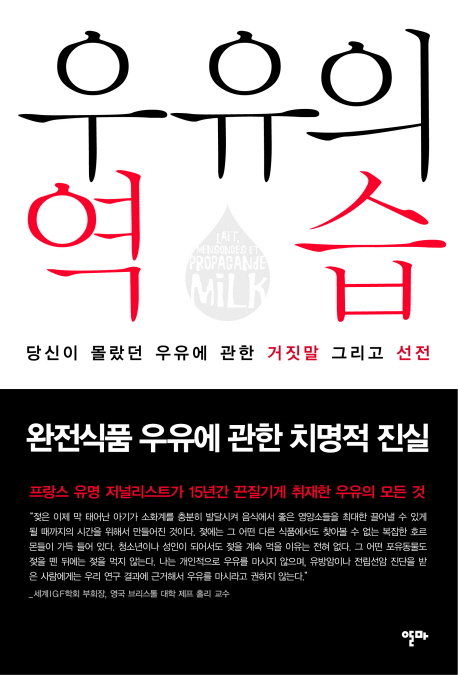 우유의
역습
LAIT,
MENSONGES ET
PROPAGANDE
MiLK
당신이 몰랐던 우유에 관한 거짓말 그리고 선전
완전식품 우유에 관한 치명적 진실
프랑스 유명 저널리스트가 15년간 끈질기게 취재한 우유의 모든 것
"젖은 이제 막 태어난 아기가 소화계를 충분히 발달시켜 음식에서 좋은 영양소들을 최대한 끌어낼 수 있게
될 때까지의 시간을 위해서 만들어진 것이다. 젖에는 그 어떤 다른 식품에서도 찾아볼 수 없는 복잡한 호르
몬들이 가득 들어 있다. 청소년이나 성인이 되어서도 젖을 계속 먹을 이유는 전혀 없다. 그 어떤 포유동물도
젖을 뗀 뒤에는 젖을 먹지 않는다. 나는 개인적으로 우유를 마시지 않으며, 유방암이나 전립선암 진단을 받
은 사람에게는 우리 연구 결과에 근거해서 우유를 마시라고 권하지 않는다."
_세계IGF학회 부회장, 영국 브리스톨 대학 제프 홀리 교수
알마